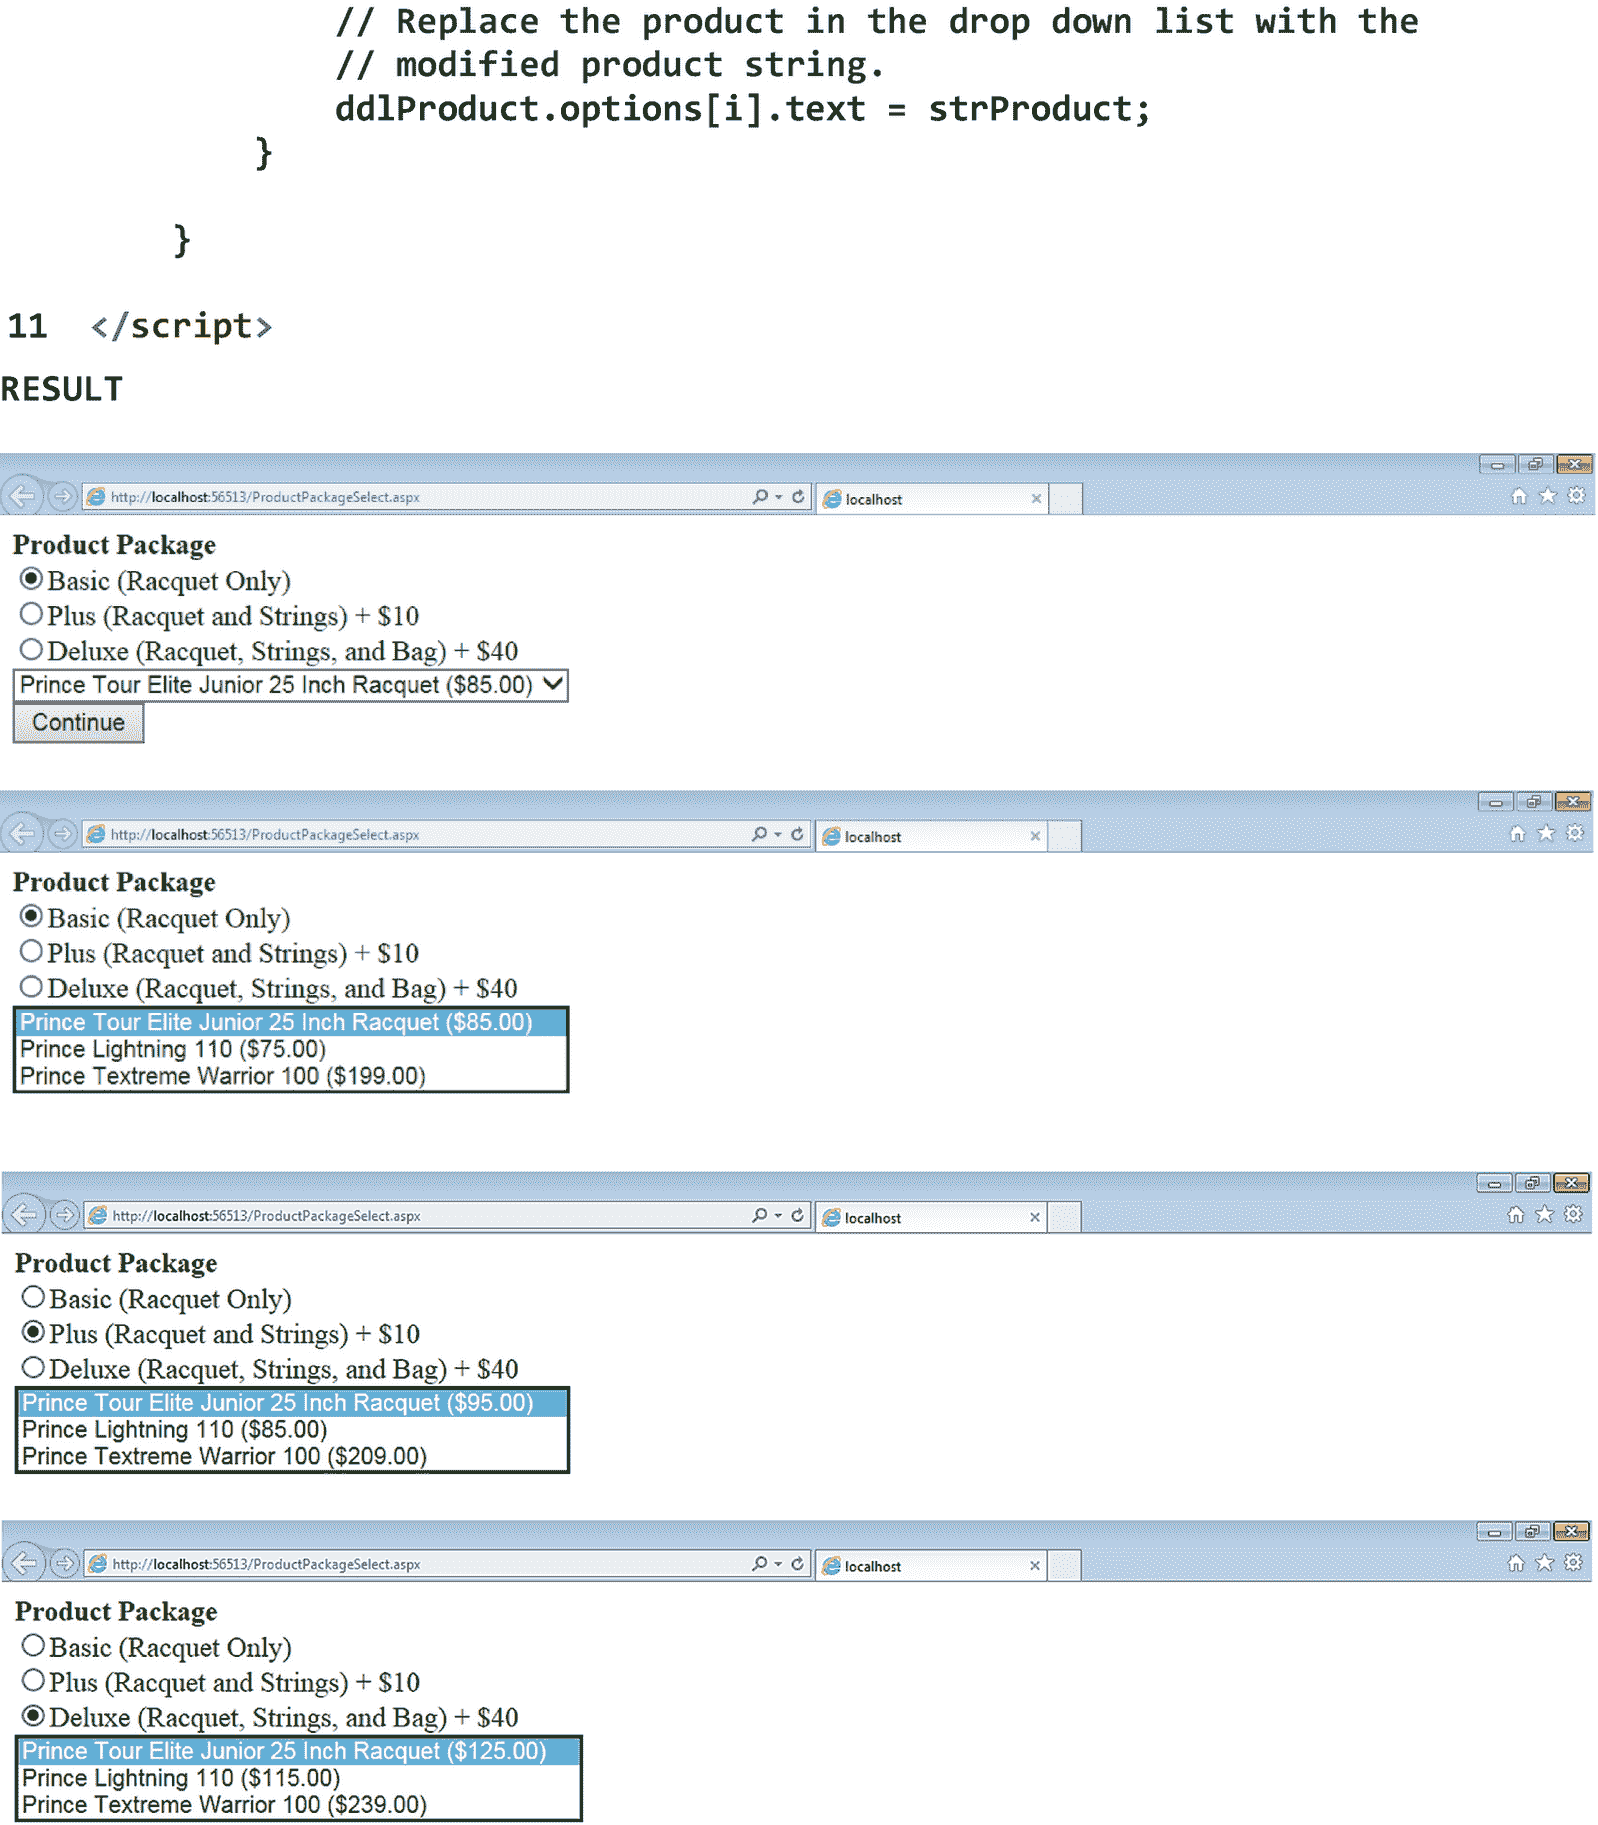 // Replace the product in the drop down list with the
// modified product string.
ddlProduct.options[i].text = strProduct;
}
}
11 </script>
RESULT
http://localhost:56513/ProductPackageSelect.aspx localhost
Product Package
Basic (Racquet Only)
Plus (Racquet and Strings) + $10
Deluxe (Racquet, Strings, and Bag) + $40
Prince Tour Elite Junior 25 Inch Racquet ($85.00)
Continue
http://localhost:56513/ProductPackageSelect.aspx localhost
Product Package
Basic (Racquet Only)
Plus (Racquet and Strings) + $10
Deluxe (Racquet, Strings, and Bag) + $40
Prince Tour Elite Junior 25 Inch Racquet ($85.00)
Prince Lightning 110 ($75.00)
Prince Textreme Warrior 100 ($199.00)
http://localhost:56513/ProductPackageSelect.aspx localhost
Product Package
Basic (Racquet Only)
Plus (Racquet and Strings) + $10
Deluxe (Racquet, Strings, and Bag) + $40
Prince Tour Elite Junior 25 Inch Racquet ($95.00)
Prince Lightning 110 ($85.00)
Prince Textreme Warrior 100 ($209.00)
http://localhost:56513/ProductPackageSelect.aspx localhost
Product Package
Basic (Racquet Only)
Plus (Racquet and Strings) + $10
Deluxe (Racquet, Strings, and Bag) + $40
Prince Tour Elite Junior 25 Inch Racquet ($125.00)
Prince Lightning 110 ($115.00)
Prince Textreme Warrior 100 ($239.00)